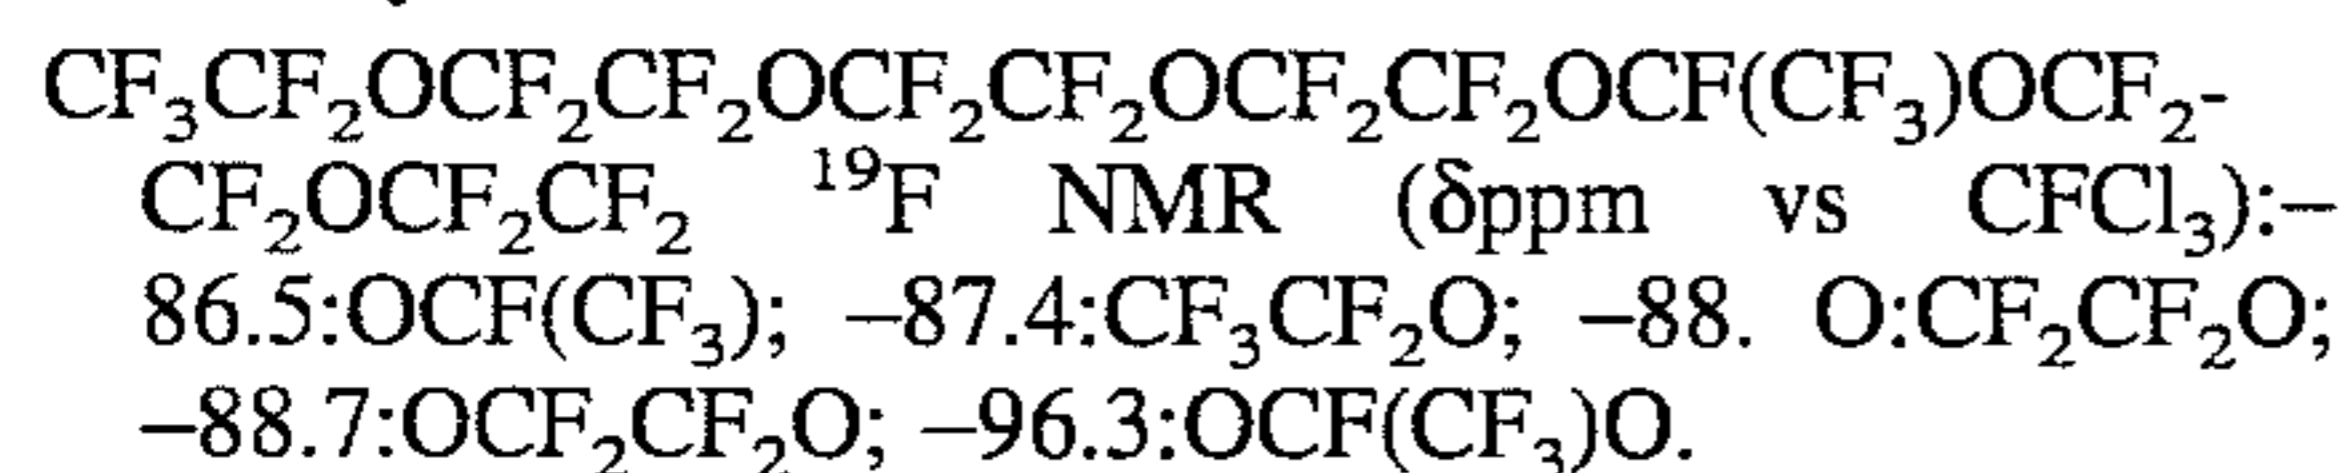 CF₃CF₂OCF₂CF₂OCF₂CF₂OCF₂CF₂OCF(CF₃)OCF₂-
CF₂OCF₂CF₂ ¹⁹F NMR (δppm vs CFCl₃):–
86.5:OCF(CF₃); –87.4:CF₃CF₂O; –88. O:CF₂CF₂O;
–88.7:OCF₂CF₂O; –96.3:OCF(CF₃)O.